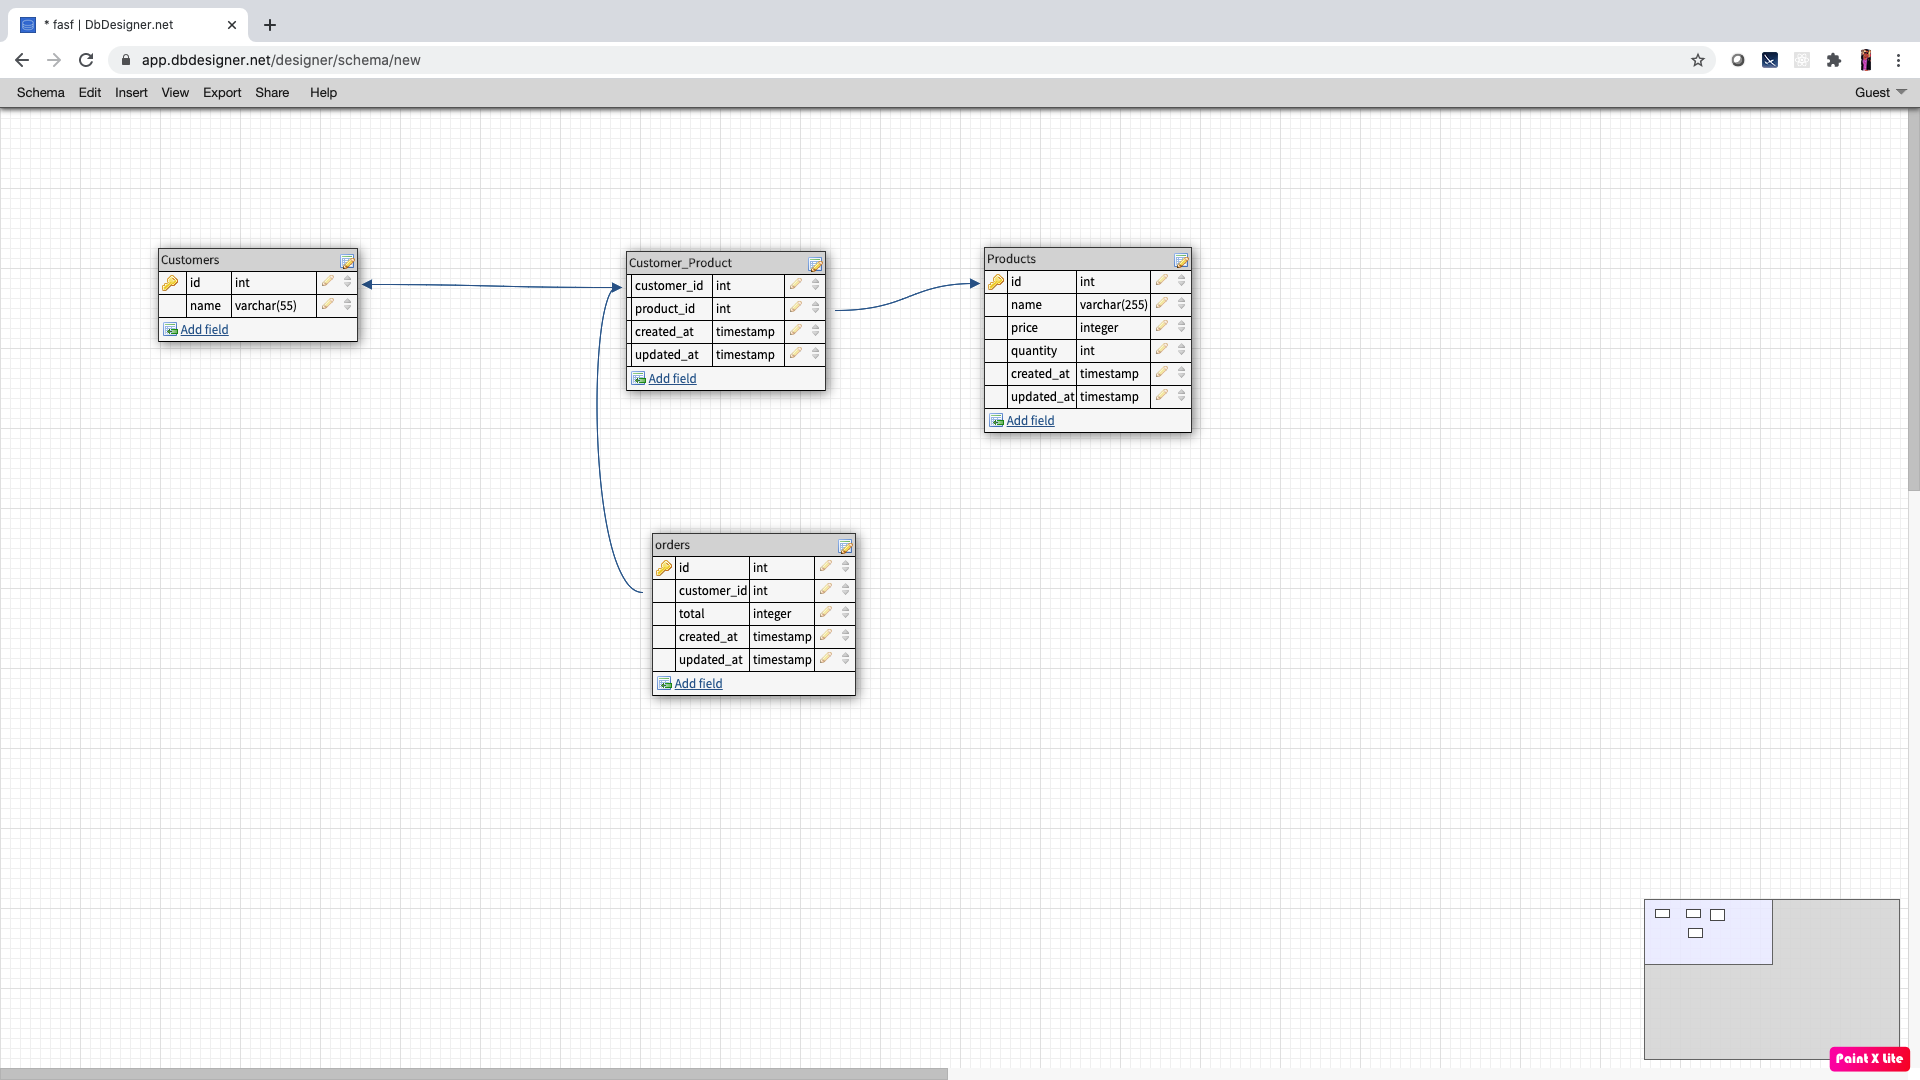 * fasf | DbDesigner.net
app.dbdesigner.net/designer/schema/new
Schema Edit Insert View Export Share Help Guest
Customers
id int
name varchar(55)
Add field
Customer_Product
customer_id int
product_id int
created_at timestamp
updated_at timestamp
Add field
Products
id int
name varchar(255)
price integer
quantity int
created_at timestamp
updated_at timestamp
Add field
orders
id int
customer_id int
total integer
created_at timestamp
updated_at timestamp
Add field
Paint X Lite